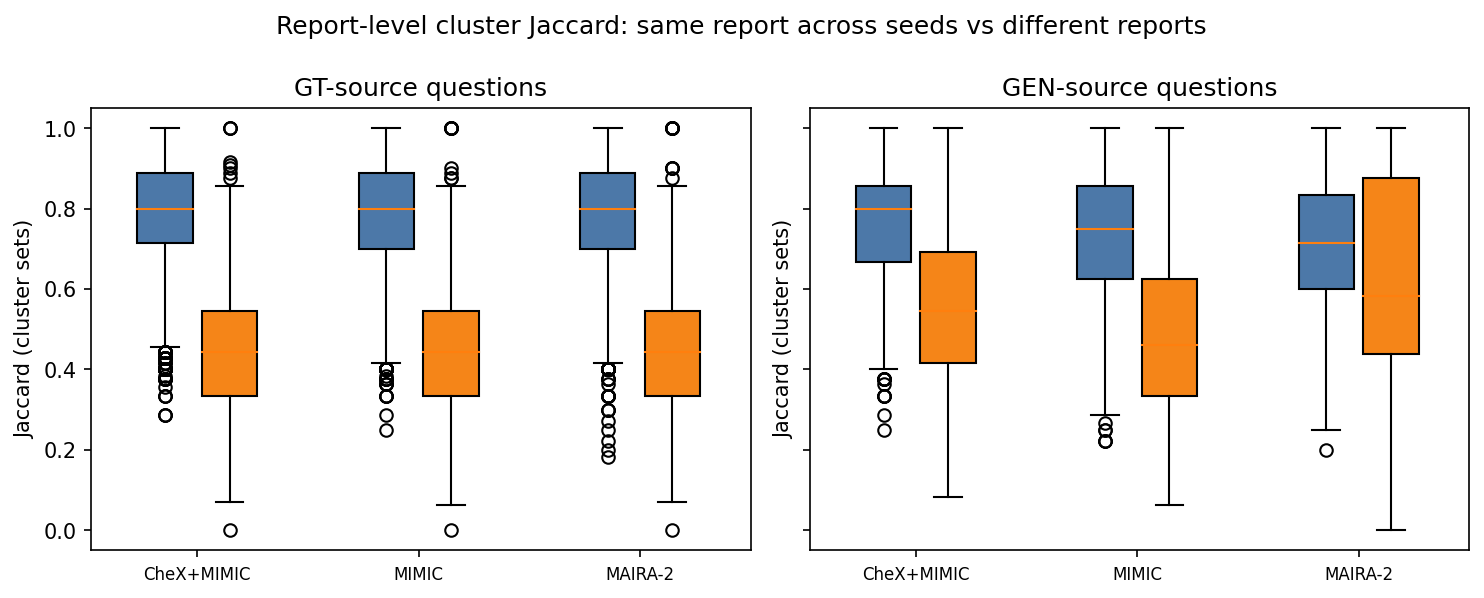 Report-level cluster Jaccard: same report across seeds vs different reports
GT-source questions
Jaccard (cluster sets)
1.0
0.8
0.6
0.4
0.2
0.0
CheX+MIMIC
MIMIC
MAIRA-2
GEN-source questions
Jaccard (cluster sets)
CheX+MIMIC
MIMIC
MAIRA-2